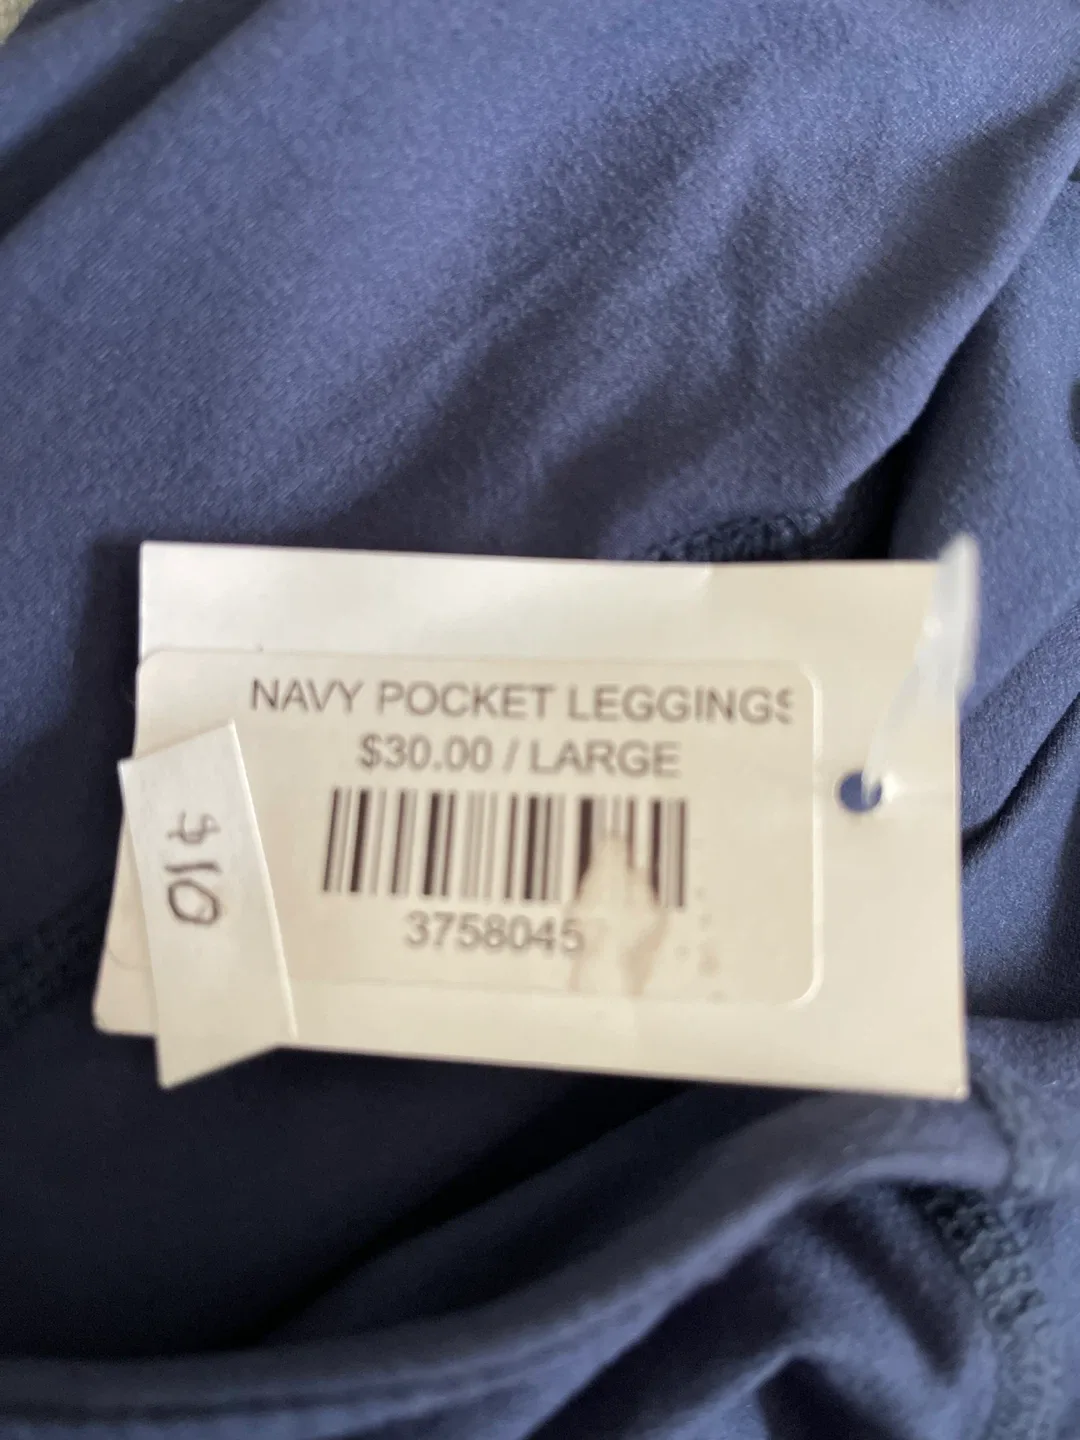 NAVY POCKET LEGGINGS
$30.00 / LARGE
3758045
$10